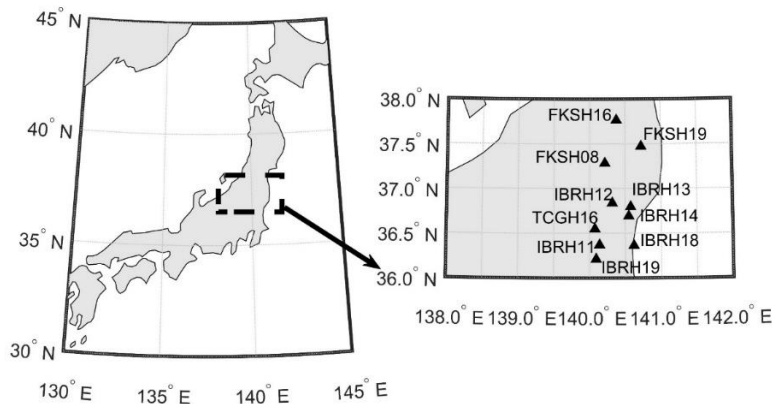 45° N
40° N
35° N
30° N
130° E
135° E
140° E
145° E
38.0° N
37.5° N
37.0° N
36.5° N
36.0° N
138.0° E
139.0° E
140.0° E
141.0° E
142.0° E
FKSH16
FKSH19
FKSH08
IBRH12
IBRH13
TCGH16
IBRH14
IBRH11
IBRH18
IBRH19